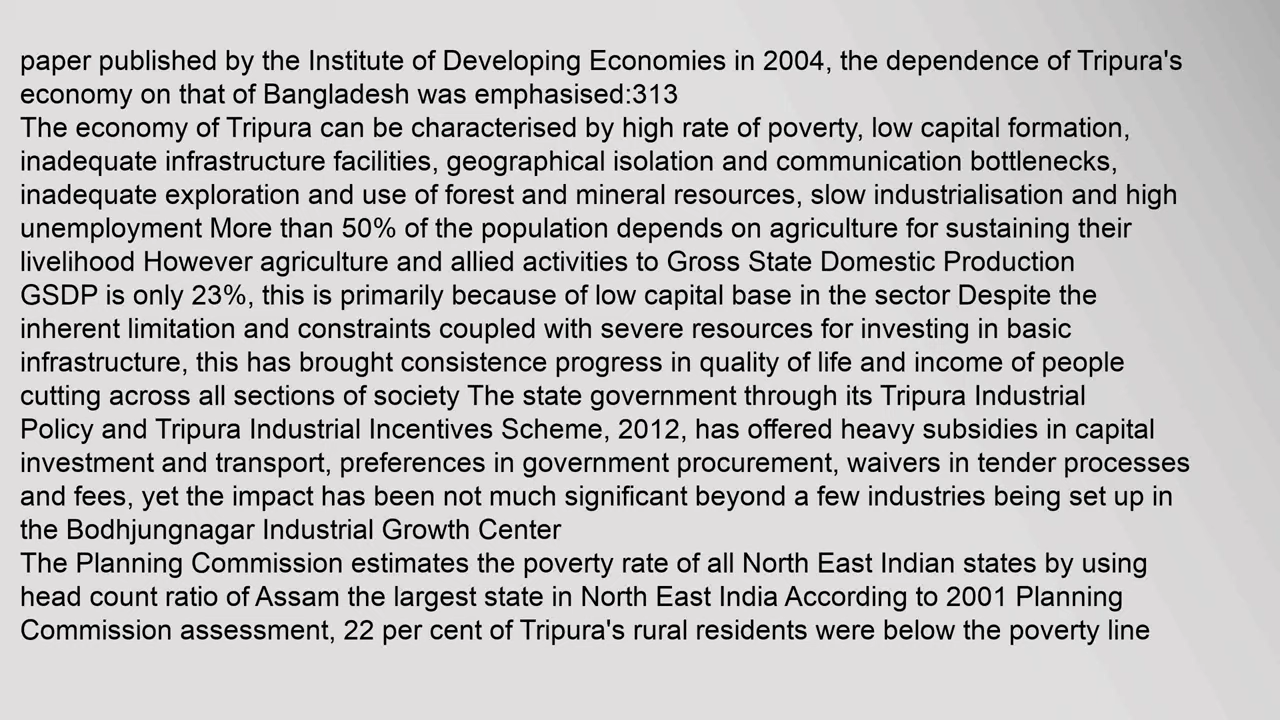 paper published by the Institute of Developing Economies in 2004, the dependence of Tripura's
economy on that of Bangladesh was emphasised:313
The economy of Tripura can be characterised by high rate of poverty, low capital formation,
inadequate infrastructure facilities, geographical isolation and communication bottlenecks,
inadequate exploration and use of forest and mineral resources, slow industrialisation and high
unemployment More than 50% of the population depends on agriculture for sustaining their
livelihood However agriculture and allied activities to Gross State Domestic Production
GSDP is only 23%, this is primarily because of low capital base in the sector Despite the
inherent limitation and constraints coupled with severe resources for investing in basic
infrastructure, this has brought consistence progress in quality of life and income of people
cutting across all sections of society The state government through its Tripura Industrial
Policy and Tripura Industrial Incentives Scheme, 2012, has offered heavy subsidies in capital
investment and transport, preferences in government procurement, waivers in tender processes
and fees, yet the impact has been not much significant beyond a few industries being set up in
the Bodhjungnagar Industrial Growth Center
The Planning Commission estimates the poverty rate of all North East Indian states by using
head count ratio of Assam the largest state in North East India According to 2001 Planning
Commission assessment, 22 per cent of Tripura's rural residents were below the poverty line